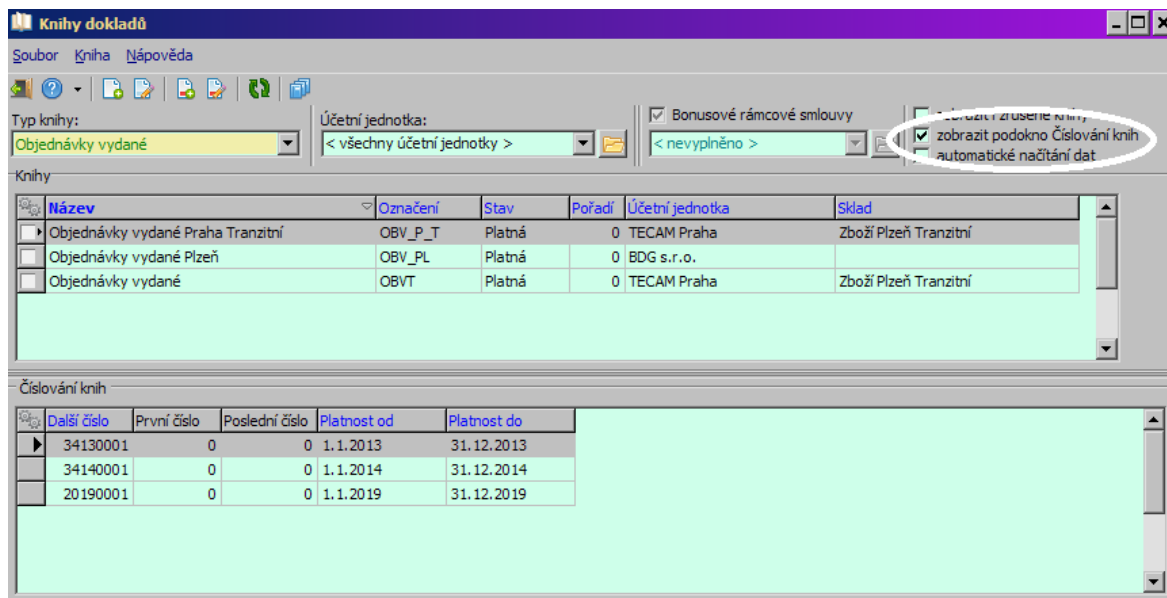 Knihy dokladů
Soubor Kniha Nápověda
Typ knihy: Účetní jednotka: Bonusové rámcové smlouvy zobrazit i zrušené knihy
Objednávky vydané < všechny účetní jednotky > < nevyplněno > zobrazit podokno Číslování knih
automatické načítání dat
Knihy
Název Označení Stav Pořadí Účetní jednotka Sklad
Objednávky vydané Praha Tranzitní OBV_P_T Platná 0 TECAM Praha Zboží Plzeň Tranzitní
Objednávky vydané Plzeň OBV_PL Platná 0 BDG s.r.o.
Objednávky vydané OBVT Platná 0 TECAM Praha Zboží Plzeň Tranzitní
Číslování knih
Další číslo První číslo Poslední číslo Platnost od Platnost do
34130001 0 0 1.1.2013 31.12.2013
34140001 0 0 1.1.2014 31.12.2014
20190001 0 0 1.1.2019 31.12.2019